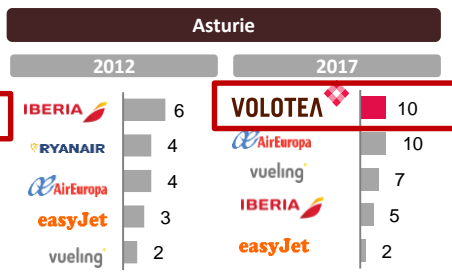 Asturie
2012
2017
IBERIA 6
RYANAIR 4
AirEuropa 4
easyJet 3
vueling 2
VOLOTEA 10
AirEuropa 10
vueling 7
IBERIA 5
easyJet 2